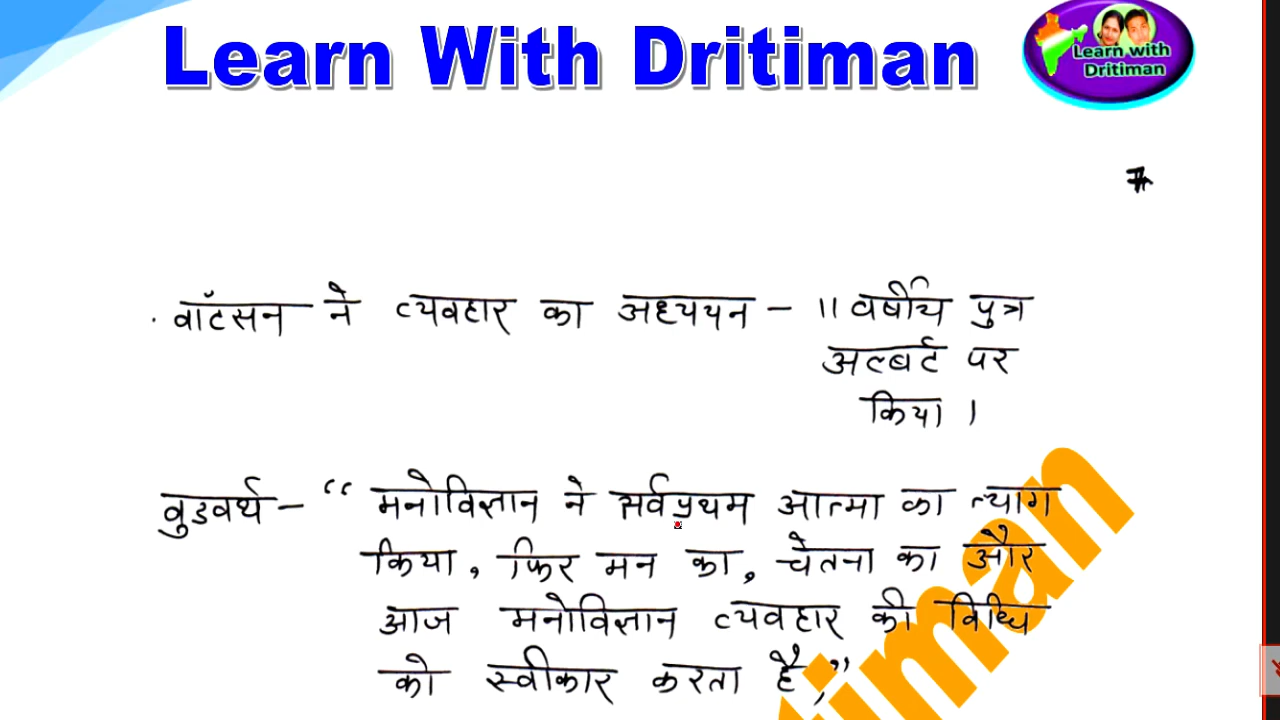 Learn With Dritiman
Learn with
Dritiman
वॉटसन ने व्यवहार का अध्ययन – 11 वर्षीय पुत्र
अल्बर्ट पर
किया ।
वुडवर्थ – “ मनोविज्ञान ने सर्वप्रथम आत्मा का त्याग
किया, फिर मन का, चेतना का और
आज मनोविज्ञान व्यवहार की विधि
को स्वीकार करता है,”